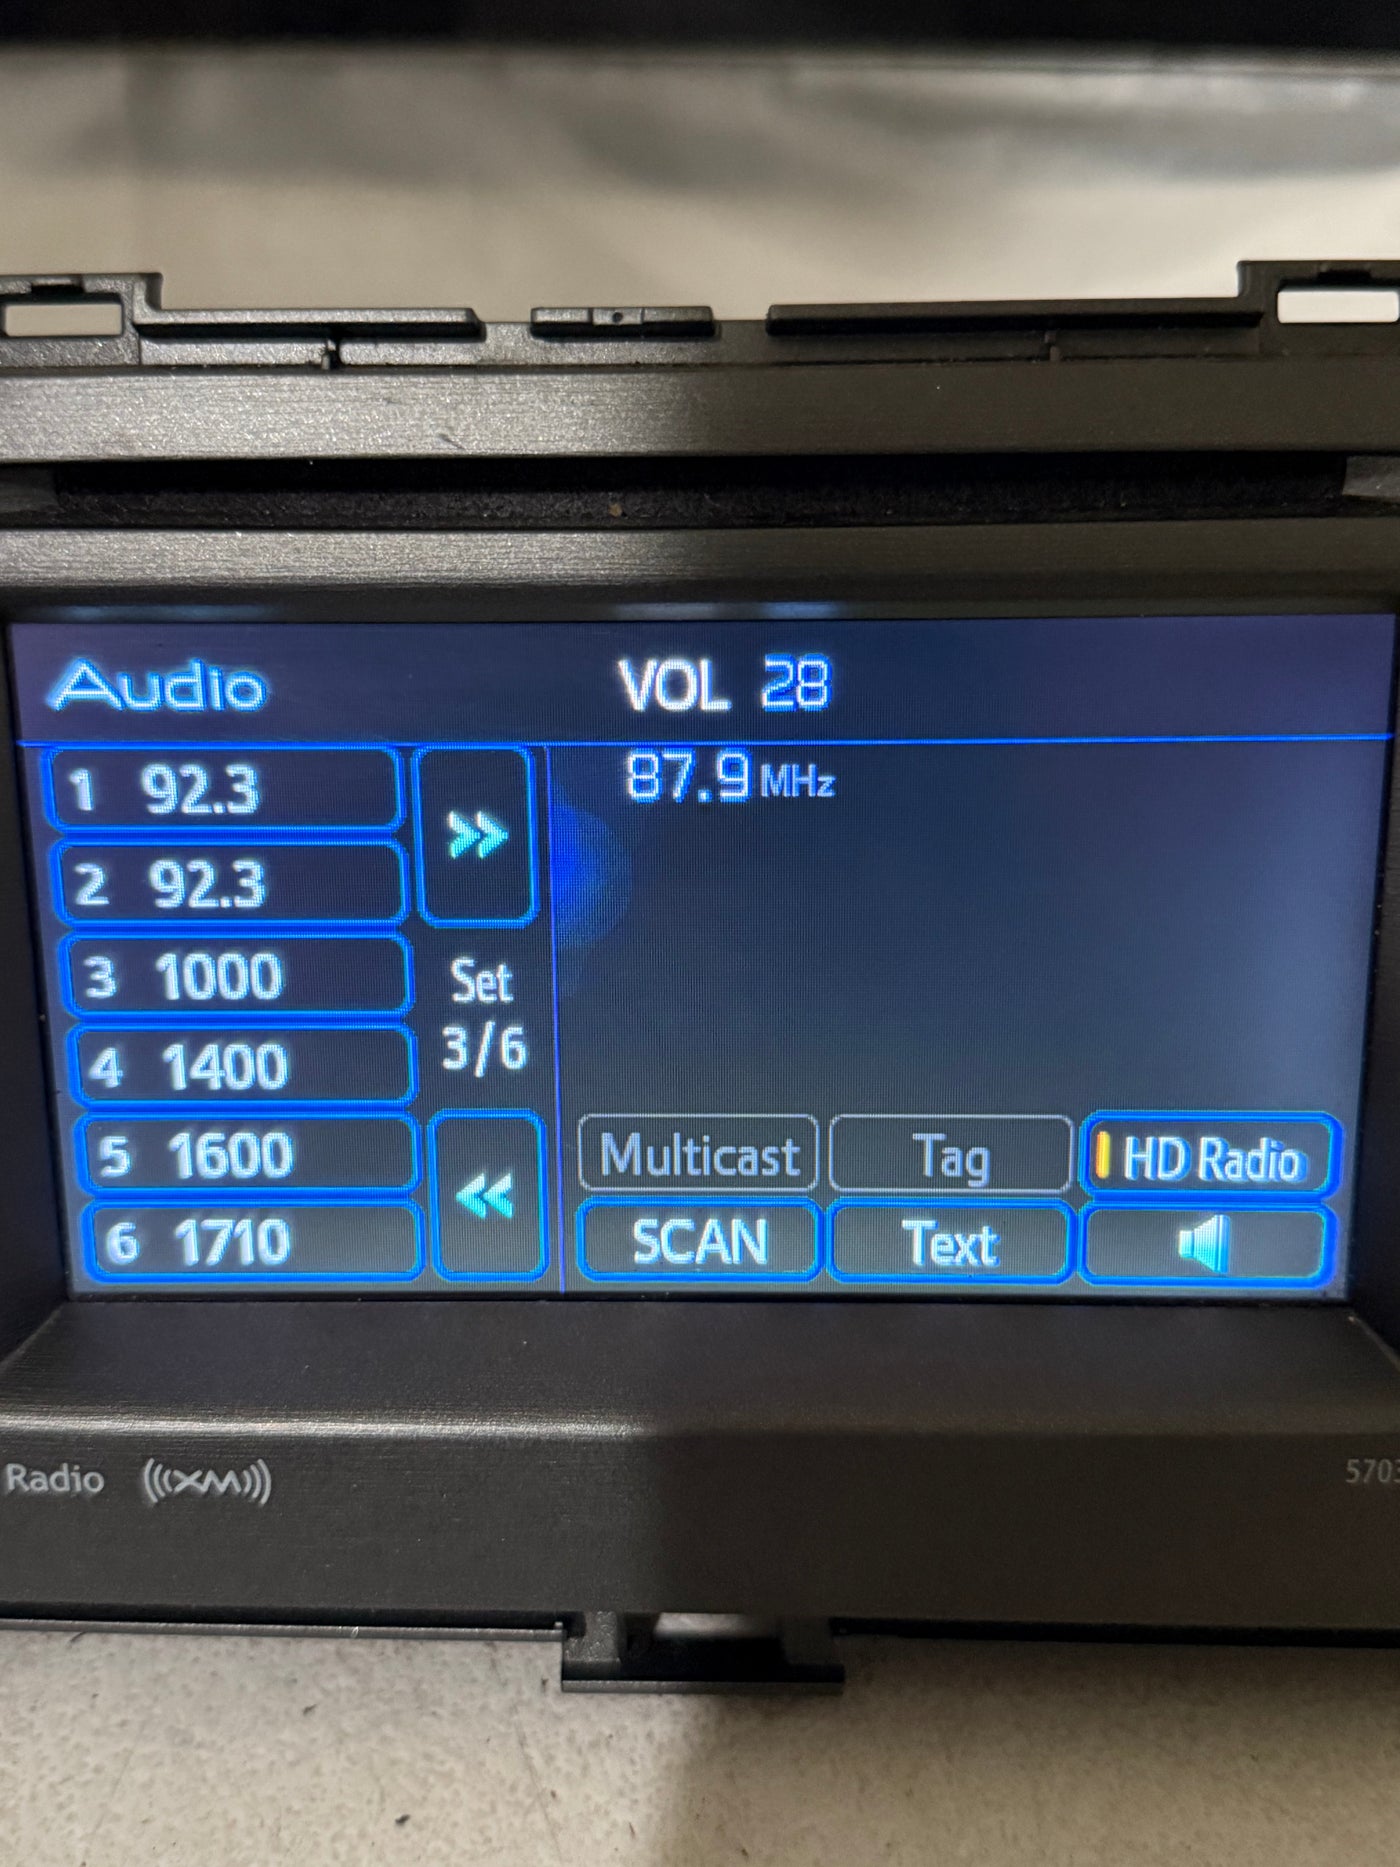 Audio
VOL 28
1 92.3
2 92.3
3 1000
4 1400
5 1600
6 1710
Set
3/6
87.9 MHz
Multicast
Tag
HD Radio
SCAN
Text
Radio
XM
5703